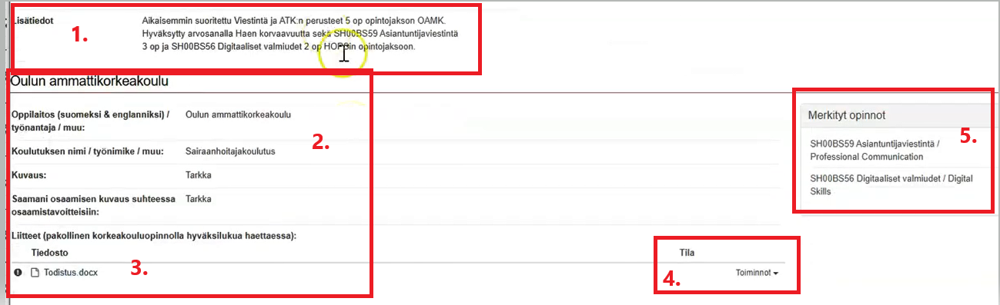 Lisätiedot
Aikaisemmin suoritettu Viestintä ja ATK:n perusteet 5 op opintojakson OAMK.
Hyväksytty arvosanalla Haen korvaavuutta sekä SH00BS59 Asiantuntijaviestintä
3 op ja SH00BS56 Digitaaliset valmiudet 2 op HOPSin opintojaksoon.
1.
Oulun ammattikorkeakoulu
Oppilaitos (suomeksi & englanniksi) /
työnantaja / muu:
Oulun ammattikorkeakoulu
2.
Koulutuksen nimi / työnimike / muu:
Sairaanhoitajakoulutus
Kuvaus:
Tarkka
Saamani osaamisen kuvaus suhteessa
osaamistavoitteisiin:
Tarkka
Liitteet (pakollinen korkeakouluopinnolla hyväksilukua haettaessa):
Tiedosto
Tila
Todistus.docx
3.
Toiminnot
4.
Merkityt opinnot
5.
SH00BS59 Asiantuntijaviestintä /
Professional Communication
SH00BS56 Digitaaliset valmiudet / Digital
Skills